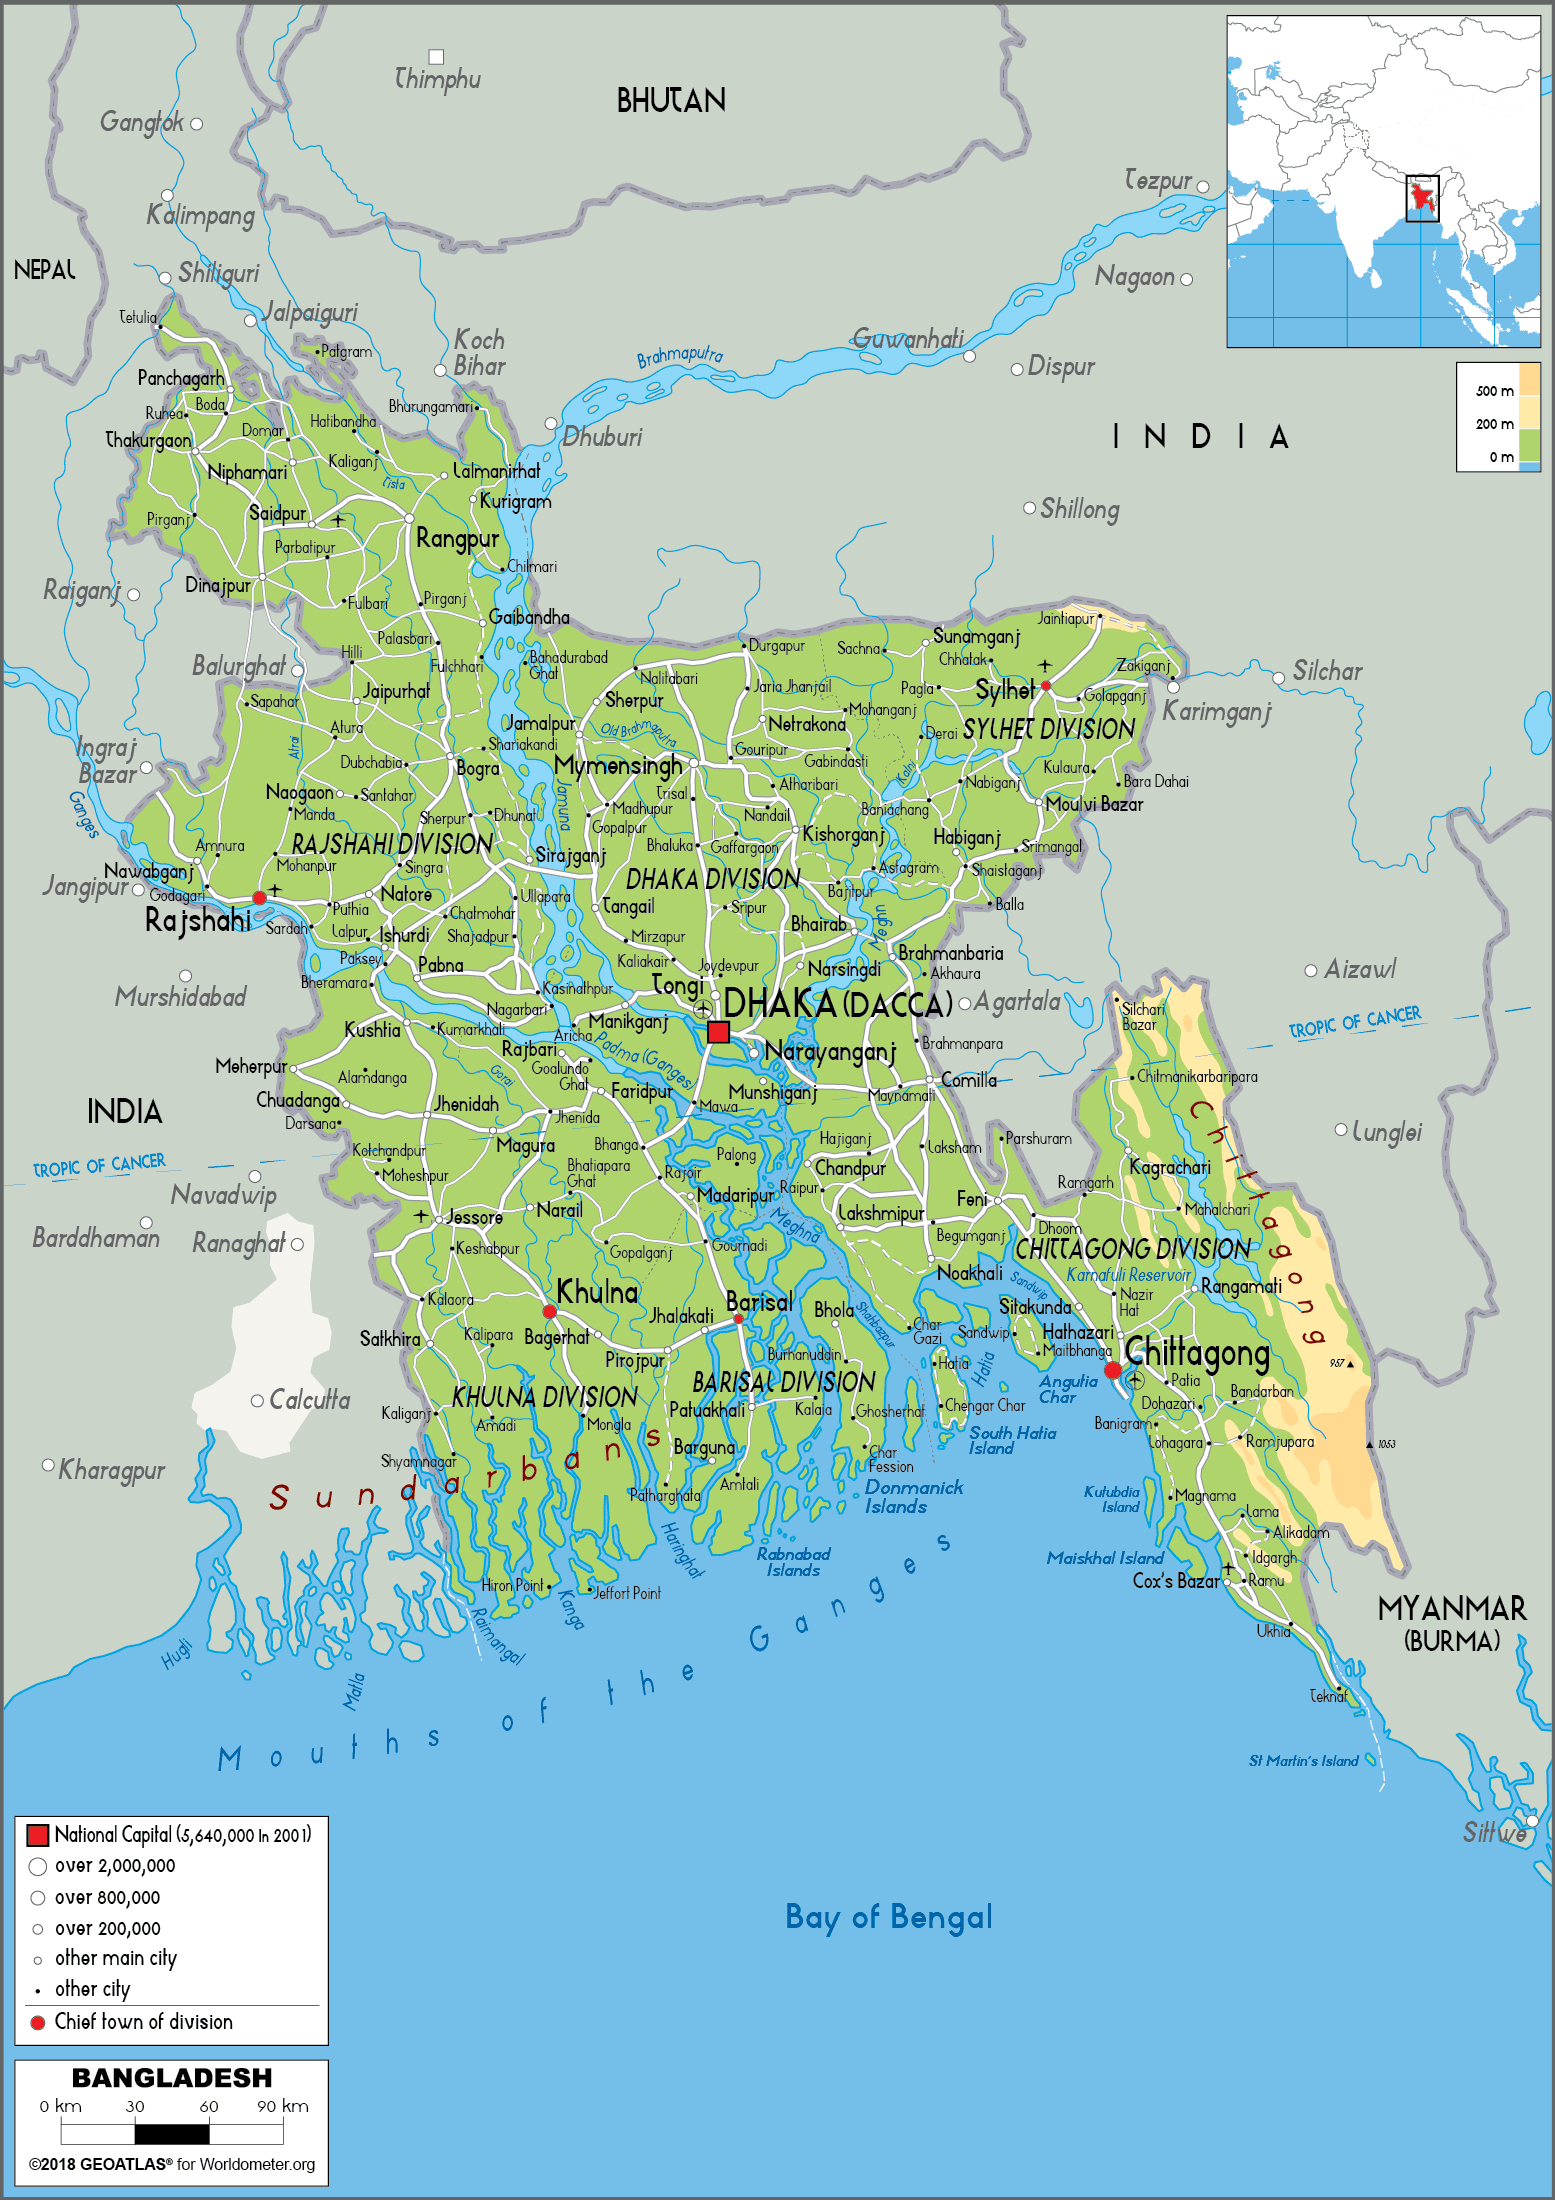 Thimphu
BHUTAN
Gangtok
Tezpur
Kalimpang
NEPAL
Shiliguri
Nagaon
Jalpaiguri
Tetulia
Koch
Bihar
Patgram
Guwanhati
Brahmaputra
Dispur
Panchagarh
500 m
200 m
0 m
Boda
Ruhea
Bhurungamari
Hatibandha
Domar
Thakurgaon
Dhuburi
INDIA
Kaliganj
Niphamari
Lalmanirhat
Tista
Kurigram
Saidpur
Pirganj
Shillong
Rangpur
Parbatipur
Chilmari
Dinajpur
Raiganj
Fulbari
Pirganj
Gaibandha
Jaintiapur
Palasbari
Sunamganj
Hilli
Durgapur
Sachna
Chhatak
Balurghat
Fulchhari
Bahadurabad
Ghat
Zakiganj
Silchar
Nalitabari
Jaria Jhanjail
Pagla
Sylhet
Golapganj
Jaipurhat
Sapahar
Sherpur
Mohanganj
Karimganj
Netrakona
Jamalpur
Old Brahmaputra
Atura
Derai
SYLHET DIVISION
Atrai
Ingraj
Bazar
Shariakandi
Gouripur
Gabindasti
Dubchabia
Bogra
Mymensingh
Kalni
Kulaura
Nabiganj
Bara Dahai
Atharibari
Naogaon
Santahar
Trisal
Jamuna
Madhupur
Moulvi Bazar
Ganges
Manda
Sherpur
Dhunat
Nandail
Baniachang
Gopalpur
Kishorganj
RAJSHAHI DIVISION
Habiganj
Amnura
Bhaluka
Gaffargaon
Srimangal
Sirajganj
Mohanpur
Singra
Astagram
Shaistaganj
Nawabganj
DHAKA DIVISION
Jangipur
Godagari
Natore
Ullapara
Bajitpur
Balla
Puthia
Tangail
Sripur
Chatmohar
Rajshahi
Sardah
Lalpur
Ishurdi
Shajadpur
Mirzapur
Bhairab
Meghn
Paksey
Pabna
Kaliakair
Joydevpur
Narsingdi
Brahmanbaria
Akhaura
Aizawl
Bheramara
Kasinathpur
Tongi
Murshidabad
Nagarbari
DHAKA (DACCA)
Agartala
Silchari
Bazar
Kushtia
Kumarkhali
Manikganj
TROPIC OF CANCER
Aricha
Padma (Ganges)
Rajbari
Narayanganj
Brahmanpara
Meherpur
Goalundo
Ghat
Alamdanga
Gorai
Munshiganj
Comilla
Chitmanikarbaripara
Faridpur
Maynamati
Chuadanga
Jhenidah
Mawa
INDIA
Darsana
Jhenida
Chittagong
Lunglei
Magura
Bhanga
Hajiganj
Laksham
Parshuram
Kotchandpur
Palong
TROPIC OF CANCER
Bhatiapara
Ghat
Chandpur
Kagrachari
Moheshpur
Rajoir
Ramgarh
Navadwip
Madaripur
Raipur
Feni
Narail
Lakshmipur
Mahalchari
Jessore
Meghna
Dhoom
Barddhaman
Ranaghat
Keshabpur
Gopalganj
Gournadi
Begumganj
CHITTAGONG DIVISION
Noakhali
Sandwip
Karnafuli Reservoir
Khulna
Rangamati
Kalaora
Barisal
Bhola
Sitakunda
Nazir
Hat
Jhalakati
Shahbazpur
Satkhira
Kalipara
Bagerhat
Char
Gazi
Sandwip
Hathazari
Maitbhanga
Chittagong
Pirojpur
Burhanuddin
Hatia
Hatia
957
BARISAL DIVISION
Angutia
Char
Patia
Calcutta
KHULNA DIVISION
Bandarban
Patuakhali
Kalaia
Chengar Char
Dohazari
Kaliganj
Amadi
Mongla
Ghosherhat
Banigram
South Hatia
Island
Lohagara
Ramjupara
1053
Barguna
Char
Fession
Kharagpur
Shyamnagar
Sundarbans
Patharghata
Amtali
Donmanick
Islands
Kutubdia
Island
Magnama
Lama
Alikadam
Haringhat
Rabnabad
Islands
Maiskhal Island
Idgargh
Hiron Point
Jeffort Point
Cox's Bazar
Ramu
Kanga
Raimangal
MYANMAR
(BURMA)
Ukhia
Hugli
Matla
Mouths of the Ganges
Teknaf
St Martin's Island
Sittwe
Bay of Bengal
National Capital (5,640,000 In 2001)
over 2,000,000
over 800,000
over 200,000
other main city
other city
Chief town of division
BANGLADESH
0 km 30 60 90 km
©2018 GEOATLAS® for Worldometer.org